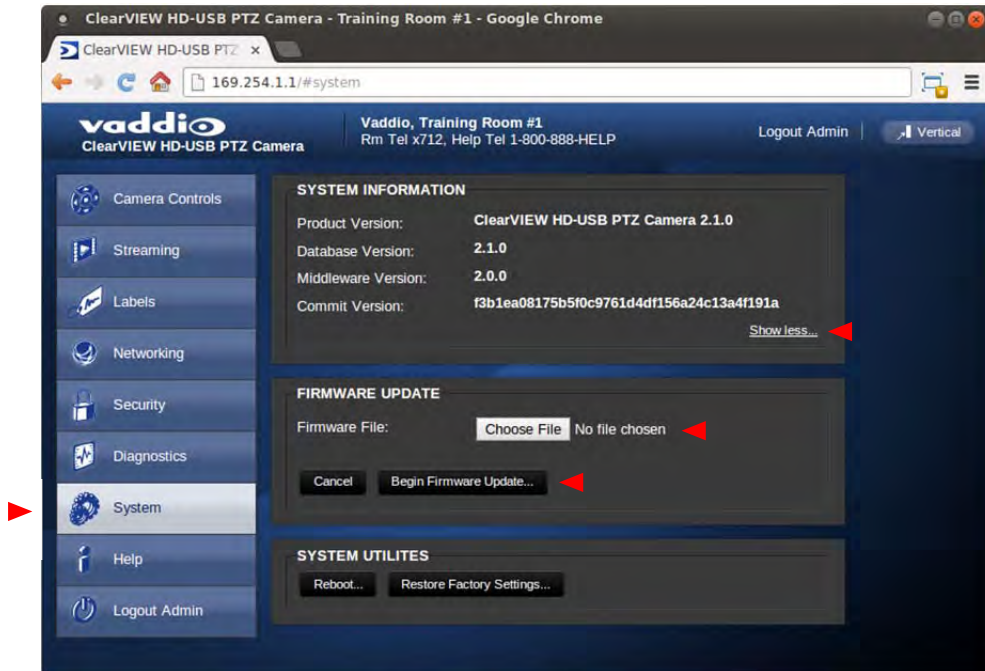 ClearVIEW HD-USB PTZ Camera - Training Room #1 - Google Chrome
ClearVIEW HD-USB PTZ
169.254.1.1/#system
vaddio
ClearVIEW HD-USB PTZ Camera
Vaddio, Training Room #1
Rm Tel x712, Help Tel 1-800-888-HELP
Logout Admin
Vertical
Camera Controls
Streaming
Labels
Networking
Security
Diagnostics
System
Help
Logout Admin
SYSTEM INFORMATION
Product Version: ClearVIEW HD-USB PTZ Camera 2.1.0
Database Version: 2.1.0
Middleware Version: 2.0.0
Commit Version: f3b1ea08175b5f0c9761d4df156a24c13a4f191a
Show less...
FIRMWARE UPDATE
Firmware File: Choose File No file chosen
Cancel Begin Firmware Update...
SYSTEM UTILITES
Reboot... Restore Factory Settings...